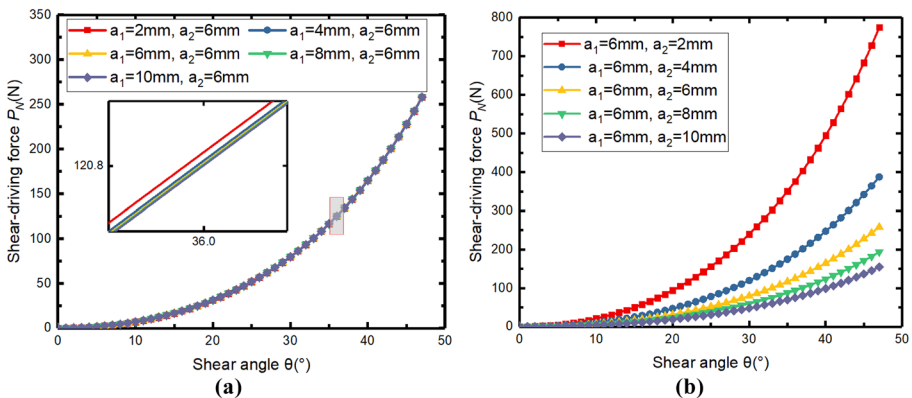 (a)
Shear-driving force P_N(N)
350
300
250
200
150
100
50
0
a₁=2mm, a₂=6mm
a₁=4mm, a₂=6mm
a₁=6mm, a₂=6mm
a₁=8mm, a₂=6mm
a₁=10mm, a₂=6mm
120.8
36.0
0 10 20 30 40 50
Shear angle θ(°)
(a)
(b)
Shear-driving force P_N(N)
800
700
600
500
400
300
200
100
0
a₁=6mm, a₂=2mm
a₁=6mm, a₂=4mm
a₁=6mm, a₂=6mm
a₁=6mm, a₂=8mm
a₁=6mm, a₂=10mm
0 10 20 30 40 50
Shear angle θ(°)
(b)